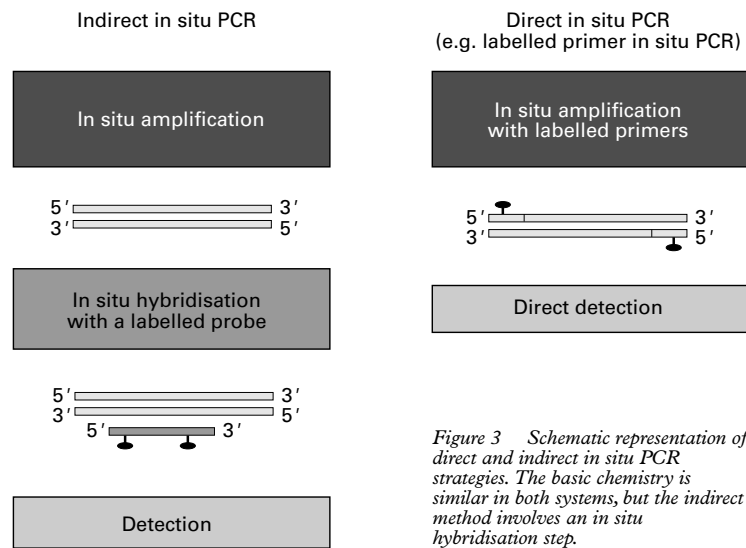 Indirect in situ PCR
In situ amplification
5′ 3′
3′ 5′
In situ hybridisation
with a labelled probe
5′ 3′
3′ 5′
5′ 3′
Detection
Direct in situ PCR
(e.g. labelled primer in situ PCR)
In situ amplification
with labelled primers
5′ 3′
3′ 5′
Direct detection
Figure 3 Schematic representation of
direct and indirect in situ PCR
strategies. The basic chemistry is
similar in both systems, but the indirect
method involves an in situ
hybridisation step.